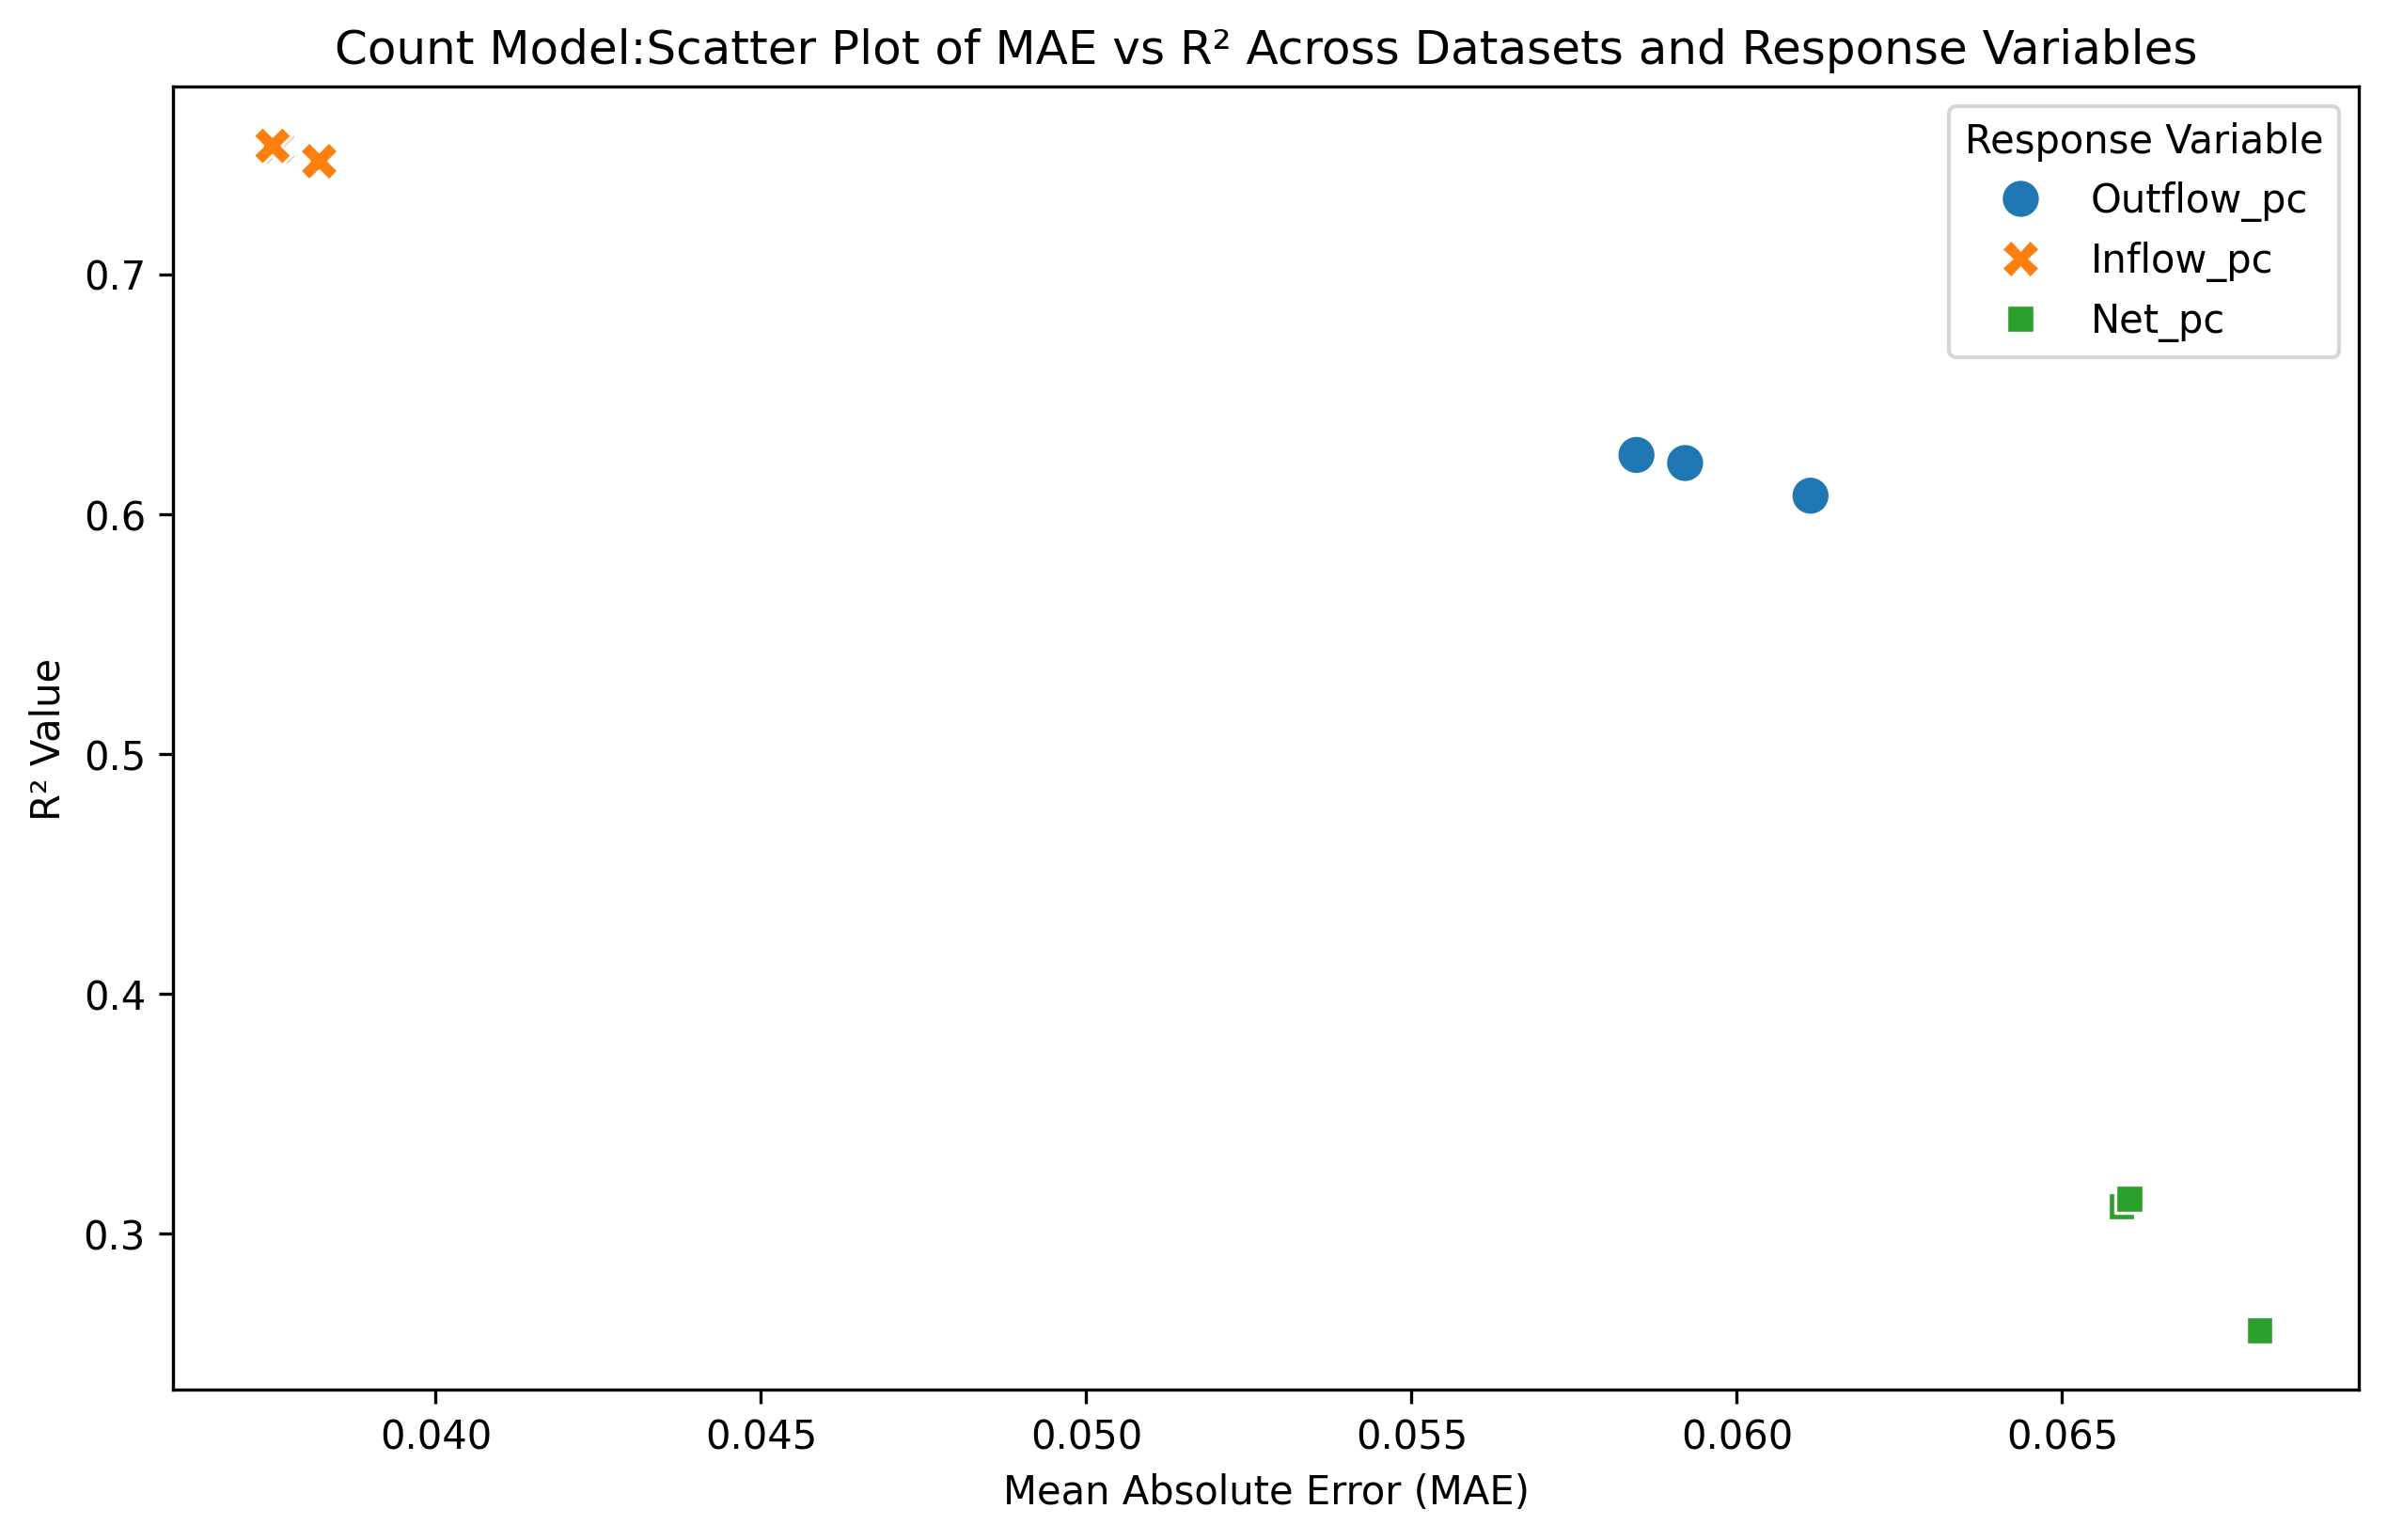 Count Model:Scatter Plot of MAE vs R² Across Datasets and Response Variables
Response Variable
Outflow_pc
Inflow_pc
Net_pc
R² Value
0.7
0.6
0.5
0.4
0.3
0.040
0.045
0.050
0.055
0.060
0.065
Mean Absolute Error (MAE)